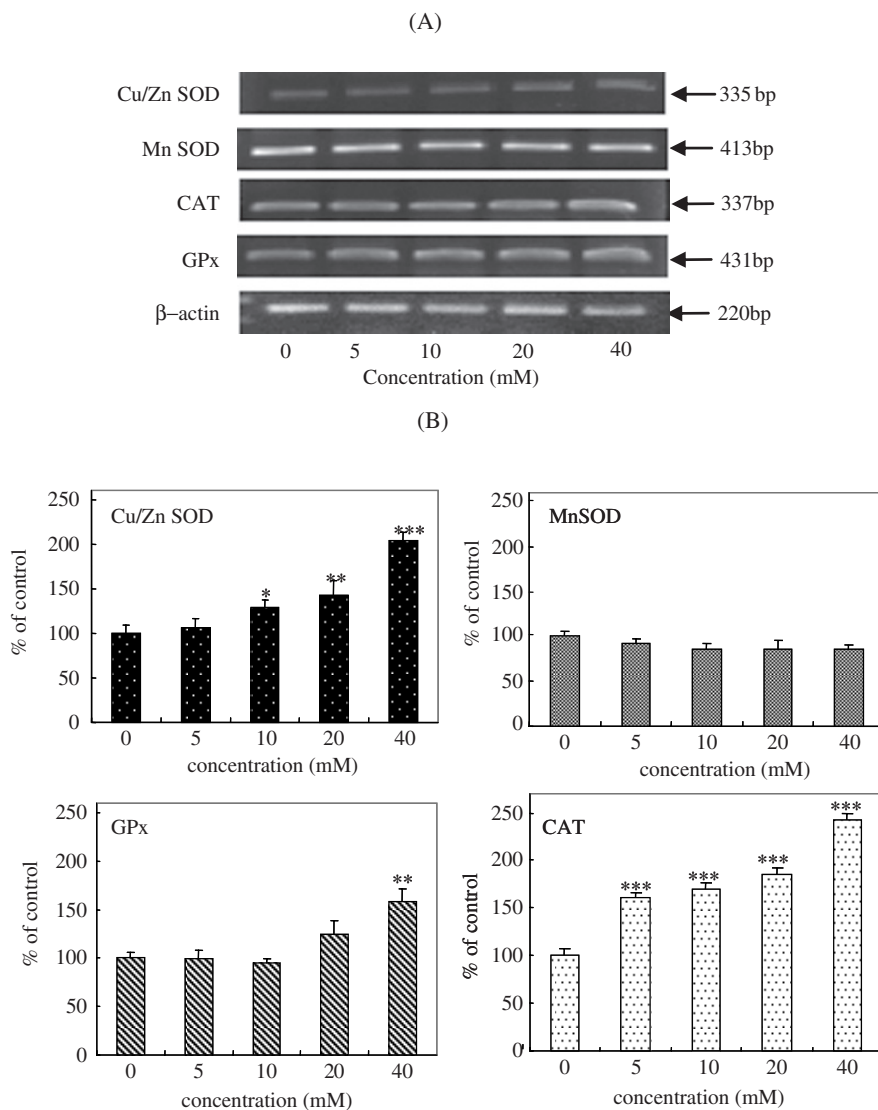 (A)
Cu/Zn SOD 335 bp
Mn SOD 413bp
CAT 337bp
GPx 431bp
β–actin 220bp
0 5 10 20 40
Concentration (mM)
(B)
Cu/Zn SOD
% of control
250
200
150
100
50
0
* ** ***
0 5 10 20 40
concentration (mM)
MnSOD
% of control
250
200
150
100
50
0
0 5 10 20 40
concentration (mM)
GPx
% of control
250
200
150
100
50
0
**
0 5 10 20 40
concentration (mM)
CAT
% of control
250
200
150
100
50
0
*** *** *** ***
0 5 10 20 40
concentration (mM)